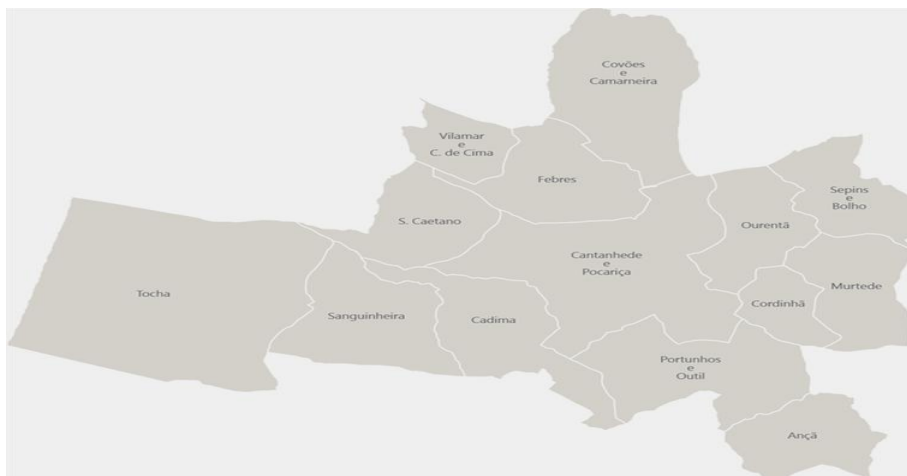 Covões
e
Camarneira
Vilamar
e
C. de Cima
Febres
Sepins
e
Bolho
S. Caetano
Ourentã
Cantanhede
e
Pocariça
Tocha
Murtede
Cordinhã
Sanguinheira
Cadima
Portunhos
e
Outil
Ançã